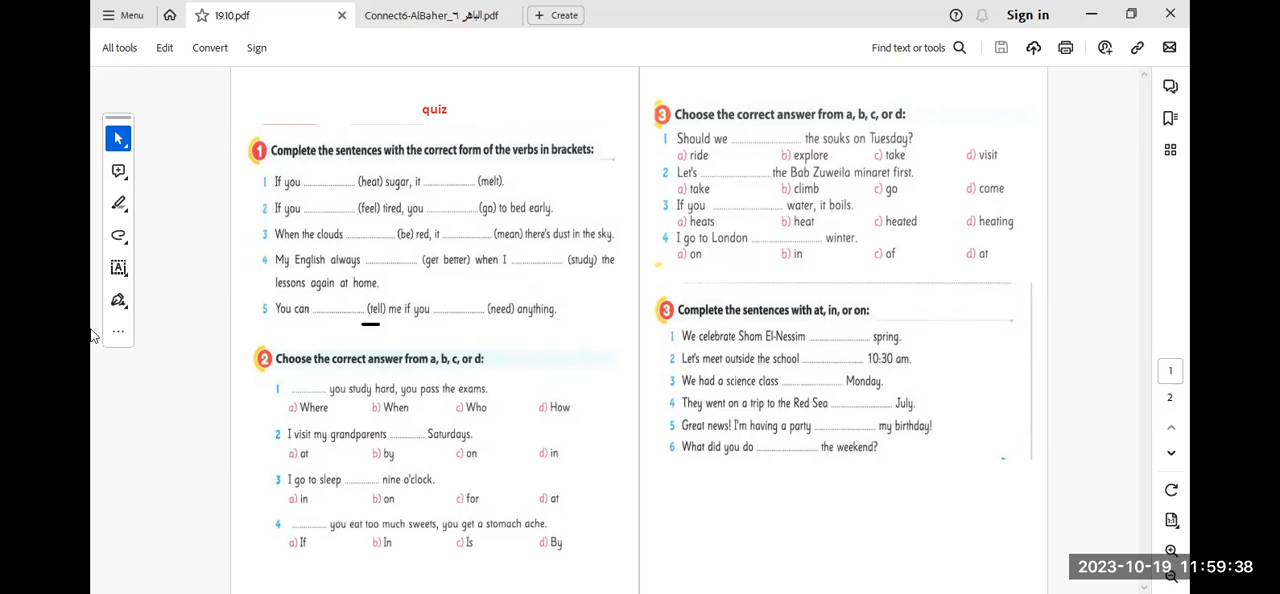 Menu
19.10.pdf
Connect6-AlBaher_٦ الباهر.pdf
Create
Sign in
All tools
Edit
Convert
Sign
Find text or tools
quiz
1 Complete the sentences with the correct form of the verbs in brackets:
1 If you ............... (heat) sugar, it ............... (melt).
2 If you ............... (feel) tired, you ............... (go) to bed early.
3 When the clouds ............... (be) red, it ............... (mean) there's dust in the sky.
4 My English always ............... (get better) when I ............... (study) the
lessons again at home.
5 You can ............... (tell) me if you ............... (need) anything.
2 Choose the correct answer from a, b, c, or d:
1 .......... you study hard, you pass the exams.
a) Where b) When c) Who d) How
2 I visit my grandparents .......... Saturdays.
a) at b) by c) on d) in
3 I go to sleep .......... nine o'clock.
a) in b) on c) for d) at
4 .......... you eat too much sweets, you get a stomach ache.
a) If b) In c) Is d) By
3 Choose the correct answer from a, b, c, or d:
1 Should we .................... the souks on Tuesday?
a) ride b) explore c) take d) visit
2 Let's .................... the Bab Zuweila minaret first.
a) take b) climb c) go d) come
3 If you .................... water, it boils.
a) heats b) heat c) heated d) heating
4 I go to London .................... winter.
a) on b) in c) of d) at
3 Complete the sentences with at, in, or on:
1 We celebrate Sham El-Nessim .................. spring.
2 Let's meet outside the school .................. 10:30 am.
3 We had a science class .................. Monday.
4 They went on a trip to the Red Sea .................. July.
5 Great news! I'm having a party .................. my birthday!
6 What did you do .................. the weekend?
1
2
2023-10-19 11:59:38